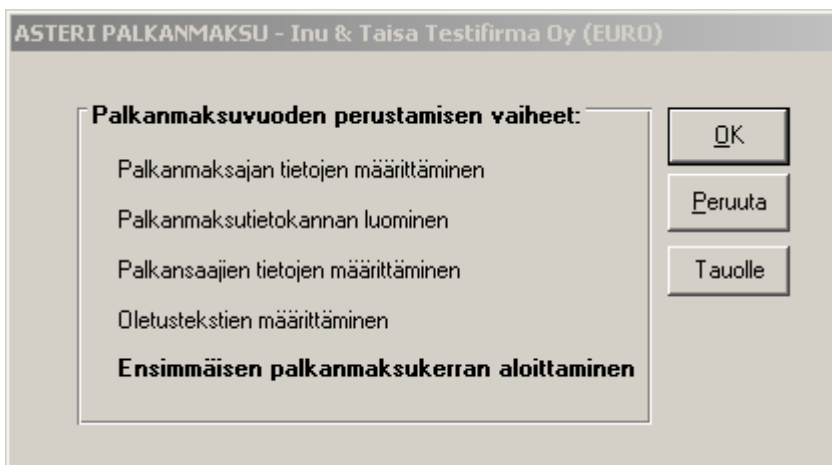 ASTERI PALKANMAKSU - Inu & Taisa Testifirma Oy (EURO)
Palkanmaksuvuoden perustamisen vaiheet:
Palkanmaksajan tietojen määrittäminen
Palkanmaksutietokannan luominen
Palkansaajien tietojen määrittäminen
Oletustekstien määrittäminen
Ensimmäisen palkanmaksukerran aloittaminen
OK
Peruuta
Tauolle